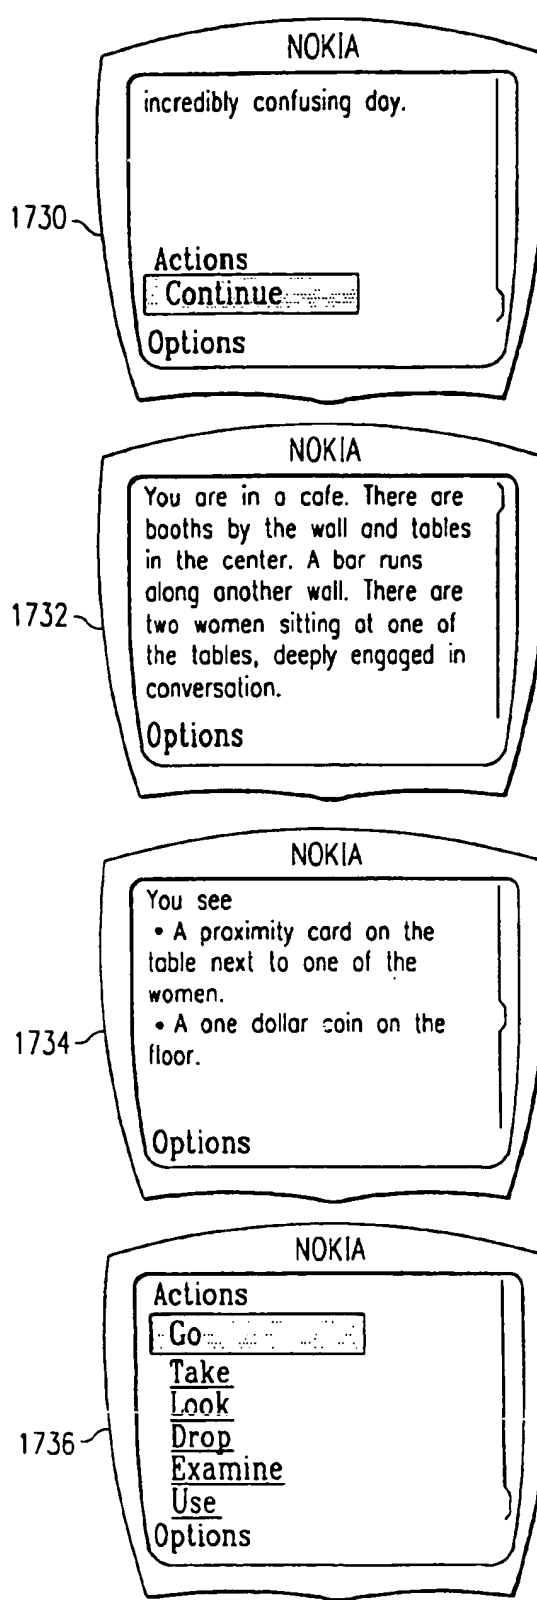 NOKIA
incredibly confusing day.
1730
Actions
Continue
Options
NOKIA
You are in a cafe. There are
booths by the wall and tables
in the center. A bar runs
along another wall. There are
two women sitting at one of
the tables, deeply engaged in
conversation.
1732
Options
NOKIA
You see
• A proximity card on the
table next to one of the
women.
• A one dollar coin on the
floor.
1734
Options
NOKIA
Actions
Go
Take
Look
Drop
1736
Examine
Use
Options